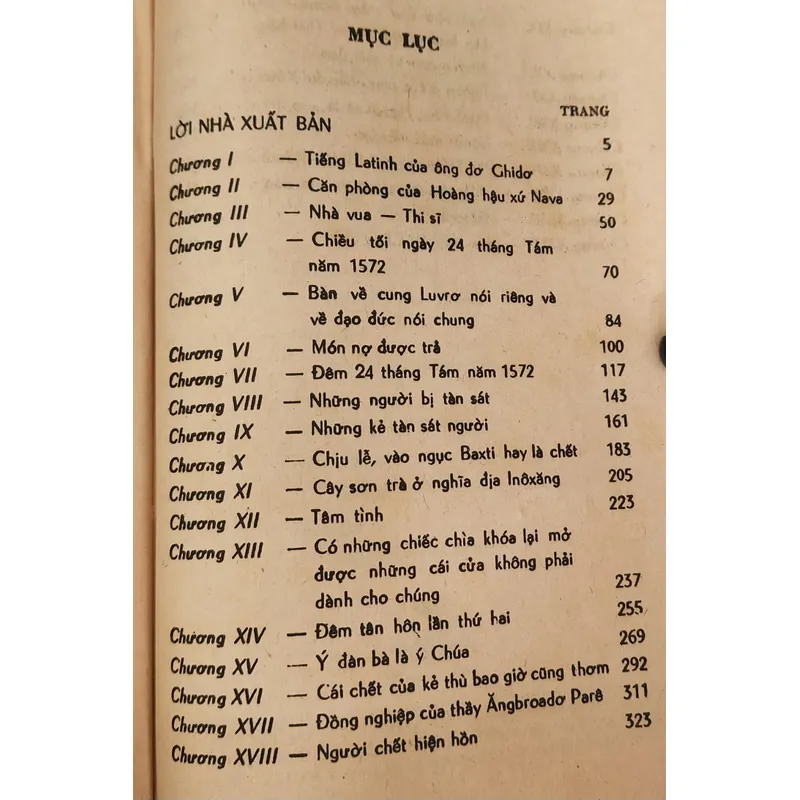 MỤC LỤC
TRANG
LỜI NHÀ XUẤT BẢN 5
Chương I — Tiếng Latinh của ông đơ Ghidơ 7
Chương II — Căn phòng của Hoàng hậu xứ Nava 29
Chương III — Nhà vua — Thi sĩ 50
Chương IV — Chiều tối ngày 24 tháng Tám
năm 1572 70
Chương V — Bàn về cung Luvrơ nói riêng và
về đạo đức nói chung 84
Chương VI — Món nợ được trả 100
Chương VII — Đêm 24 tháng Tám năm 1572 117
Chương VIII — Những người bị tàn sát 143
Chương IX — Những kẻ tàn sát người 161
Chương X — Chịu lễ, vào ngục Baxti hay là chết 183
Chương XI — Cây sơn trà ở nghĩa địa Inôxăng 205
Chương XII — Tâm tình 223
Chương XIII — Có những chiếc chìa khóa lại mở
được những cái cửa không phải
dành cho chúng 237
Chương XIV — Đêm tân hôn lần thứ hai 255
Chương XV — Ý đàn bà là ý Chúa 269
Chương XVI — Cái chết của kẻ thù bao giờ cũng thơm 292
Chương XVII — Đồng nghiệp của thầy Ăngbroadơ Parê 311
Chương XVIII — Người chết hiện hồn 323